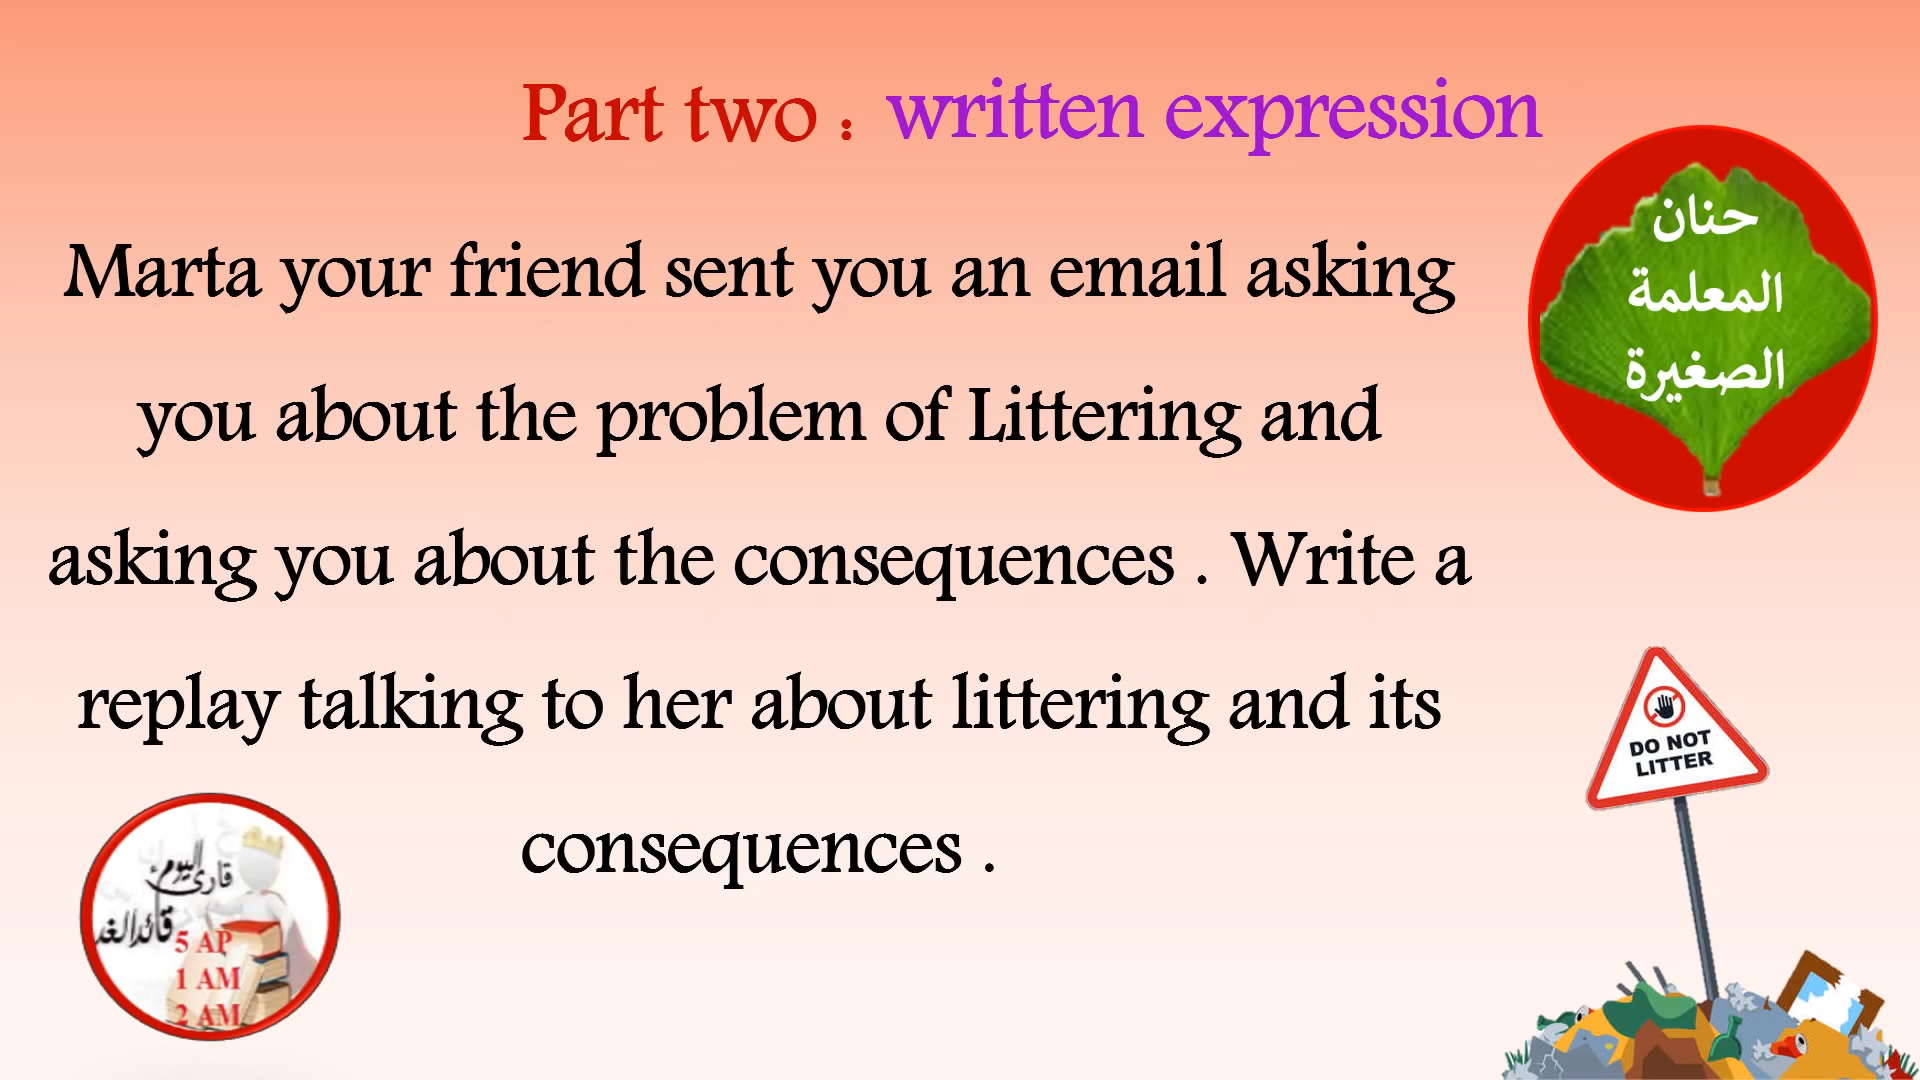 Part two : written expression
Marta your friend sent you an email asking
you about the problem of Littering and
asking you about the consequences . Write a
replay talking to her about littering and its
consequences .
حنان
المعلمة
الصغيرة
DO NOT
LITTER
قارئ اليوم
قائد الغد
5 AP
1 AM
2 AM